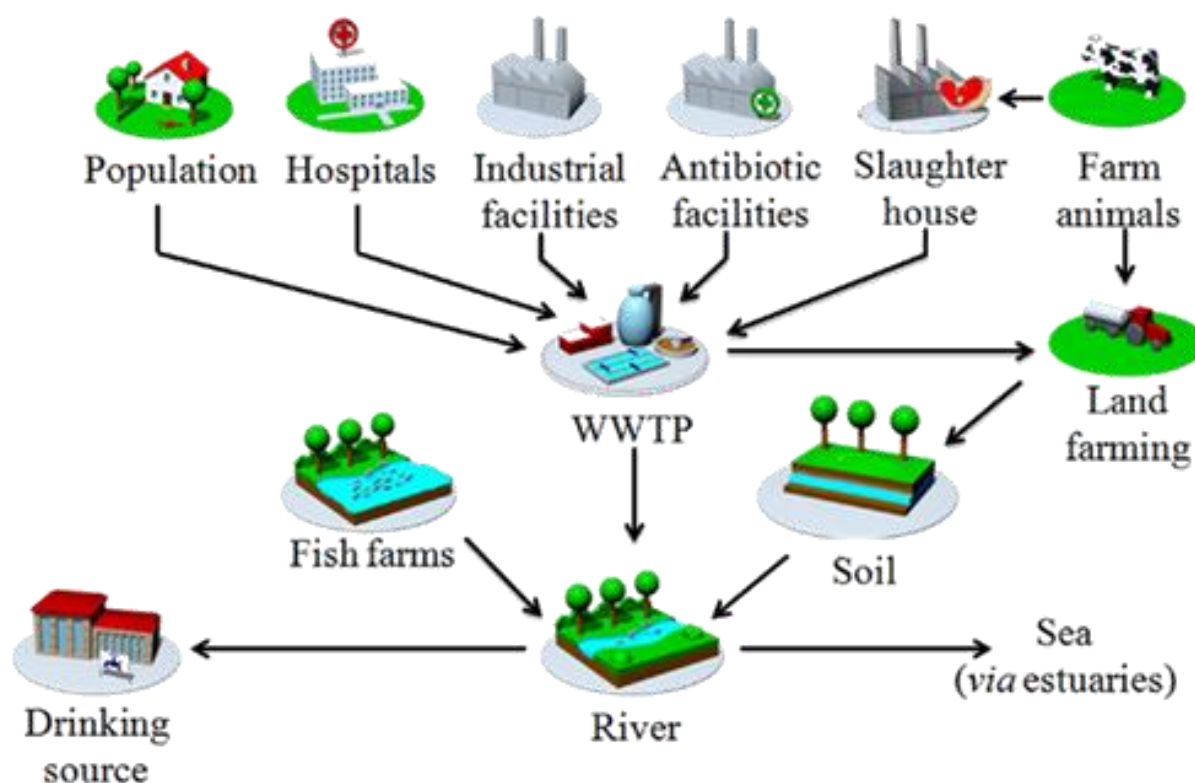 Population
Hospitals
Industrial
facilities
Antibiotic
facilities
Slaughter
house
Farm
animals
WWTP
Land
farming
Fish farms
Soil
Drinking
source
River
Sea
(via estuaries)